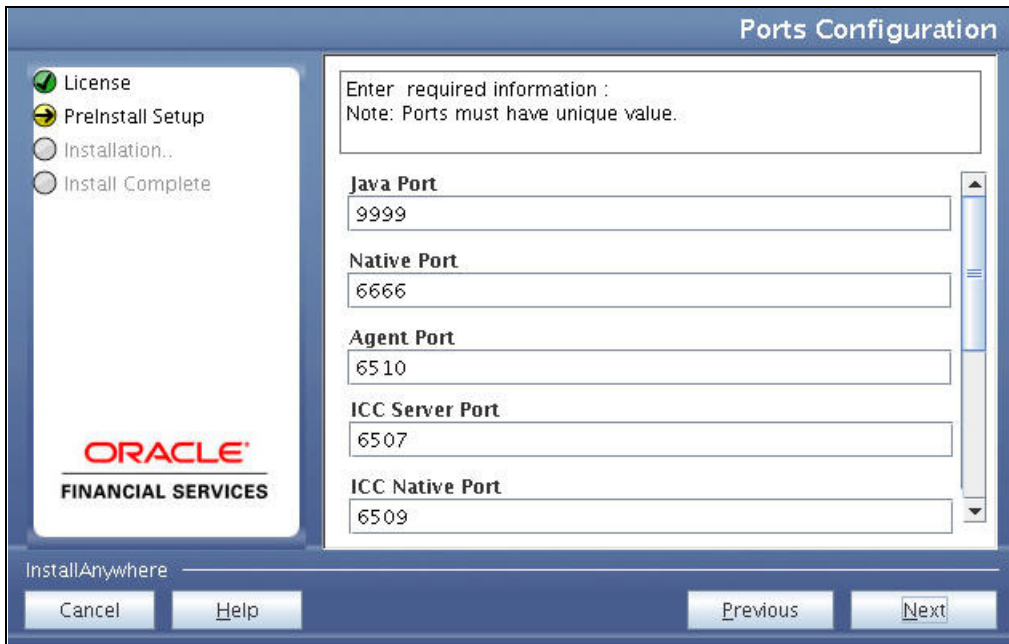 Ports Configuration
License
PreInstall Setup
Installation..
Install Complete
ORACLE®
FINANCIAL SERVICES
Enter required information :
Note: Ports must have unique value.
Java Port
9999
Native Port
6666
Agent Port
6510
ICC Server Port
6507
ICC Native Port
6509
InstallAnywhere
Cancel
Help
Previous
Next